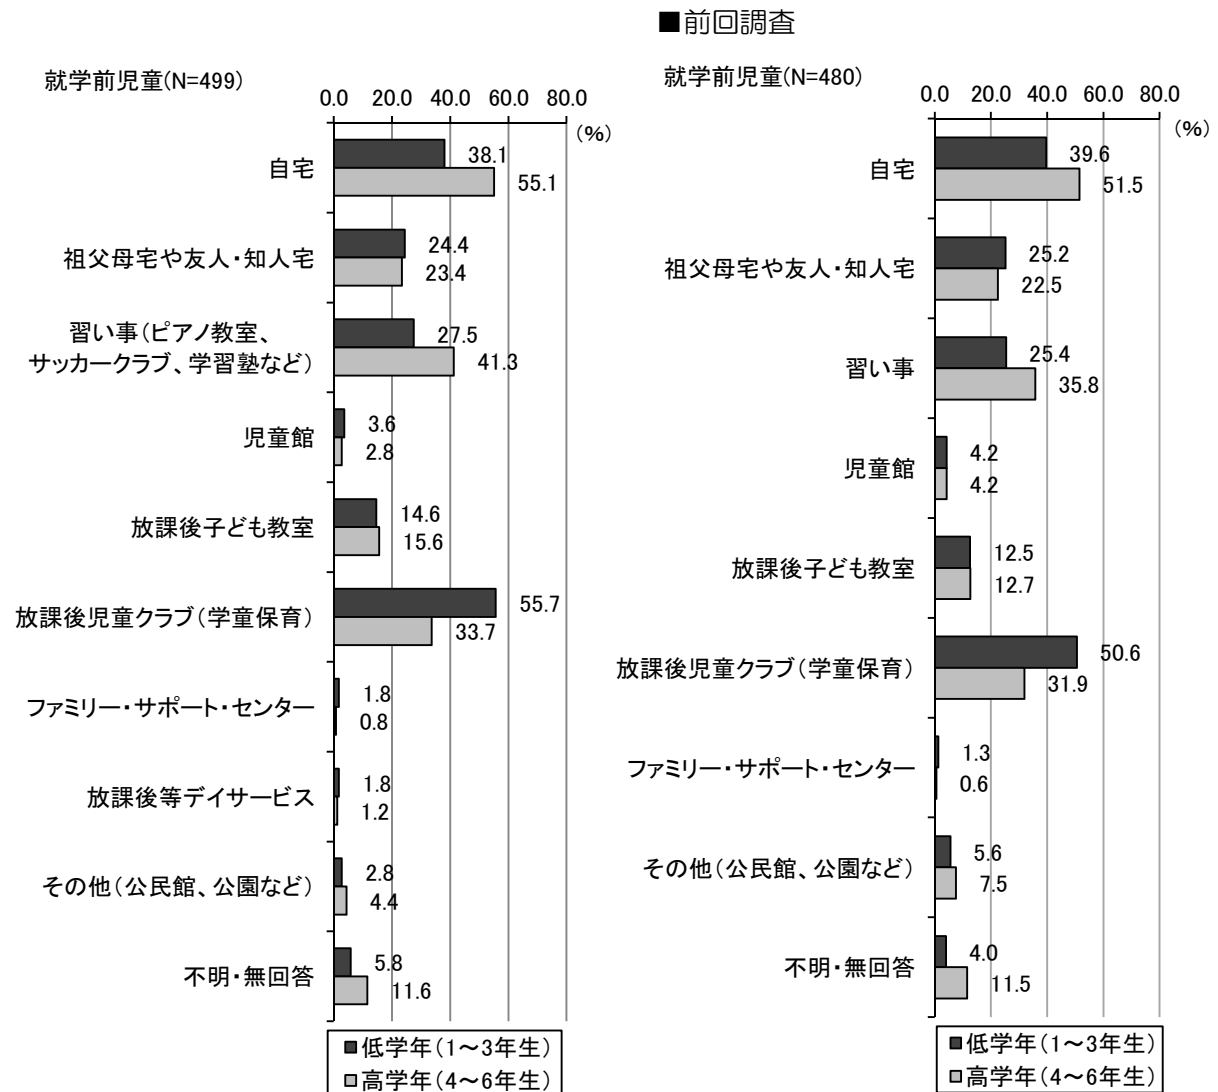 ■前回調査
就学前児童(N=499)
0.0 20.0 40.0 60.0 80.0
(%)
自宅
38.1
55.1
祖父母宅や友人・知人宅
24.4
23.4
習い事(ピアノ教室、
サッカークラブ、学習塾など)
27.5
41.3
児童館
3.6
2.8
放課後子ども教室
14.6
15.6
放課後児童クラブ(学童保育)
55.7
33.7
ファミリー・サポート・センター
1.8
0.8
放課後等デイサービス
1.8
1.2
その他(公民館、公園など)
2.8
4.4
不明・無回答
5.8
11.6
■低学年(1～3年生)
■高学年(4～6年生)
就学前児童(N=480)
0.0 20.0 40.0 60.0 80.0
(%)
自宅
39.6
51.5
祖父母宅や友人・知人宅
25.2
22.5
習い事
25.4
35.8
児童館
4.2
4.2
放課後子ども教室
12.5
12.7
放課後児童クラブ(学童保育)
50.6
31.9
ファミリー・サポート・センター
1.3
0.6
その他(公民館、公園など)
5.6
7.5
不明・無回答
4.0
11.5
■低学年(1～3年生)
■高学年(4～6年生)